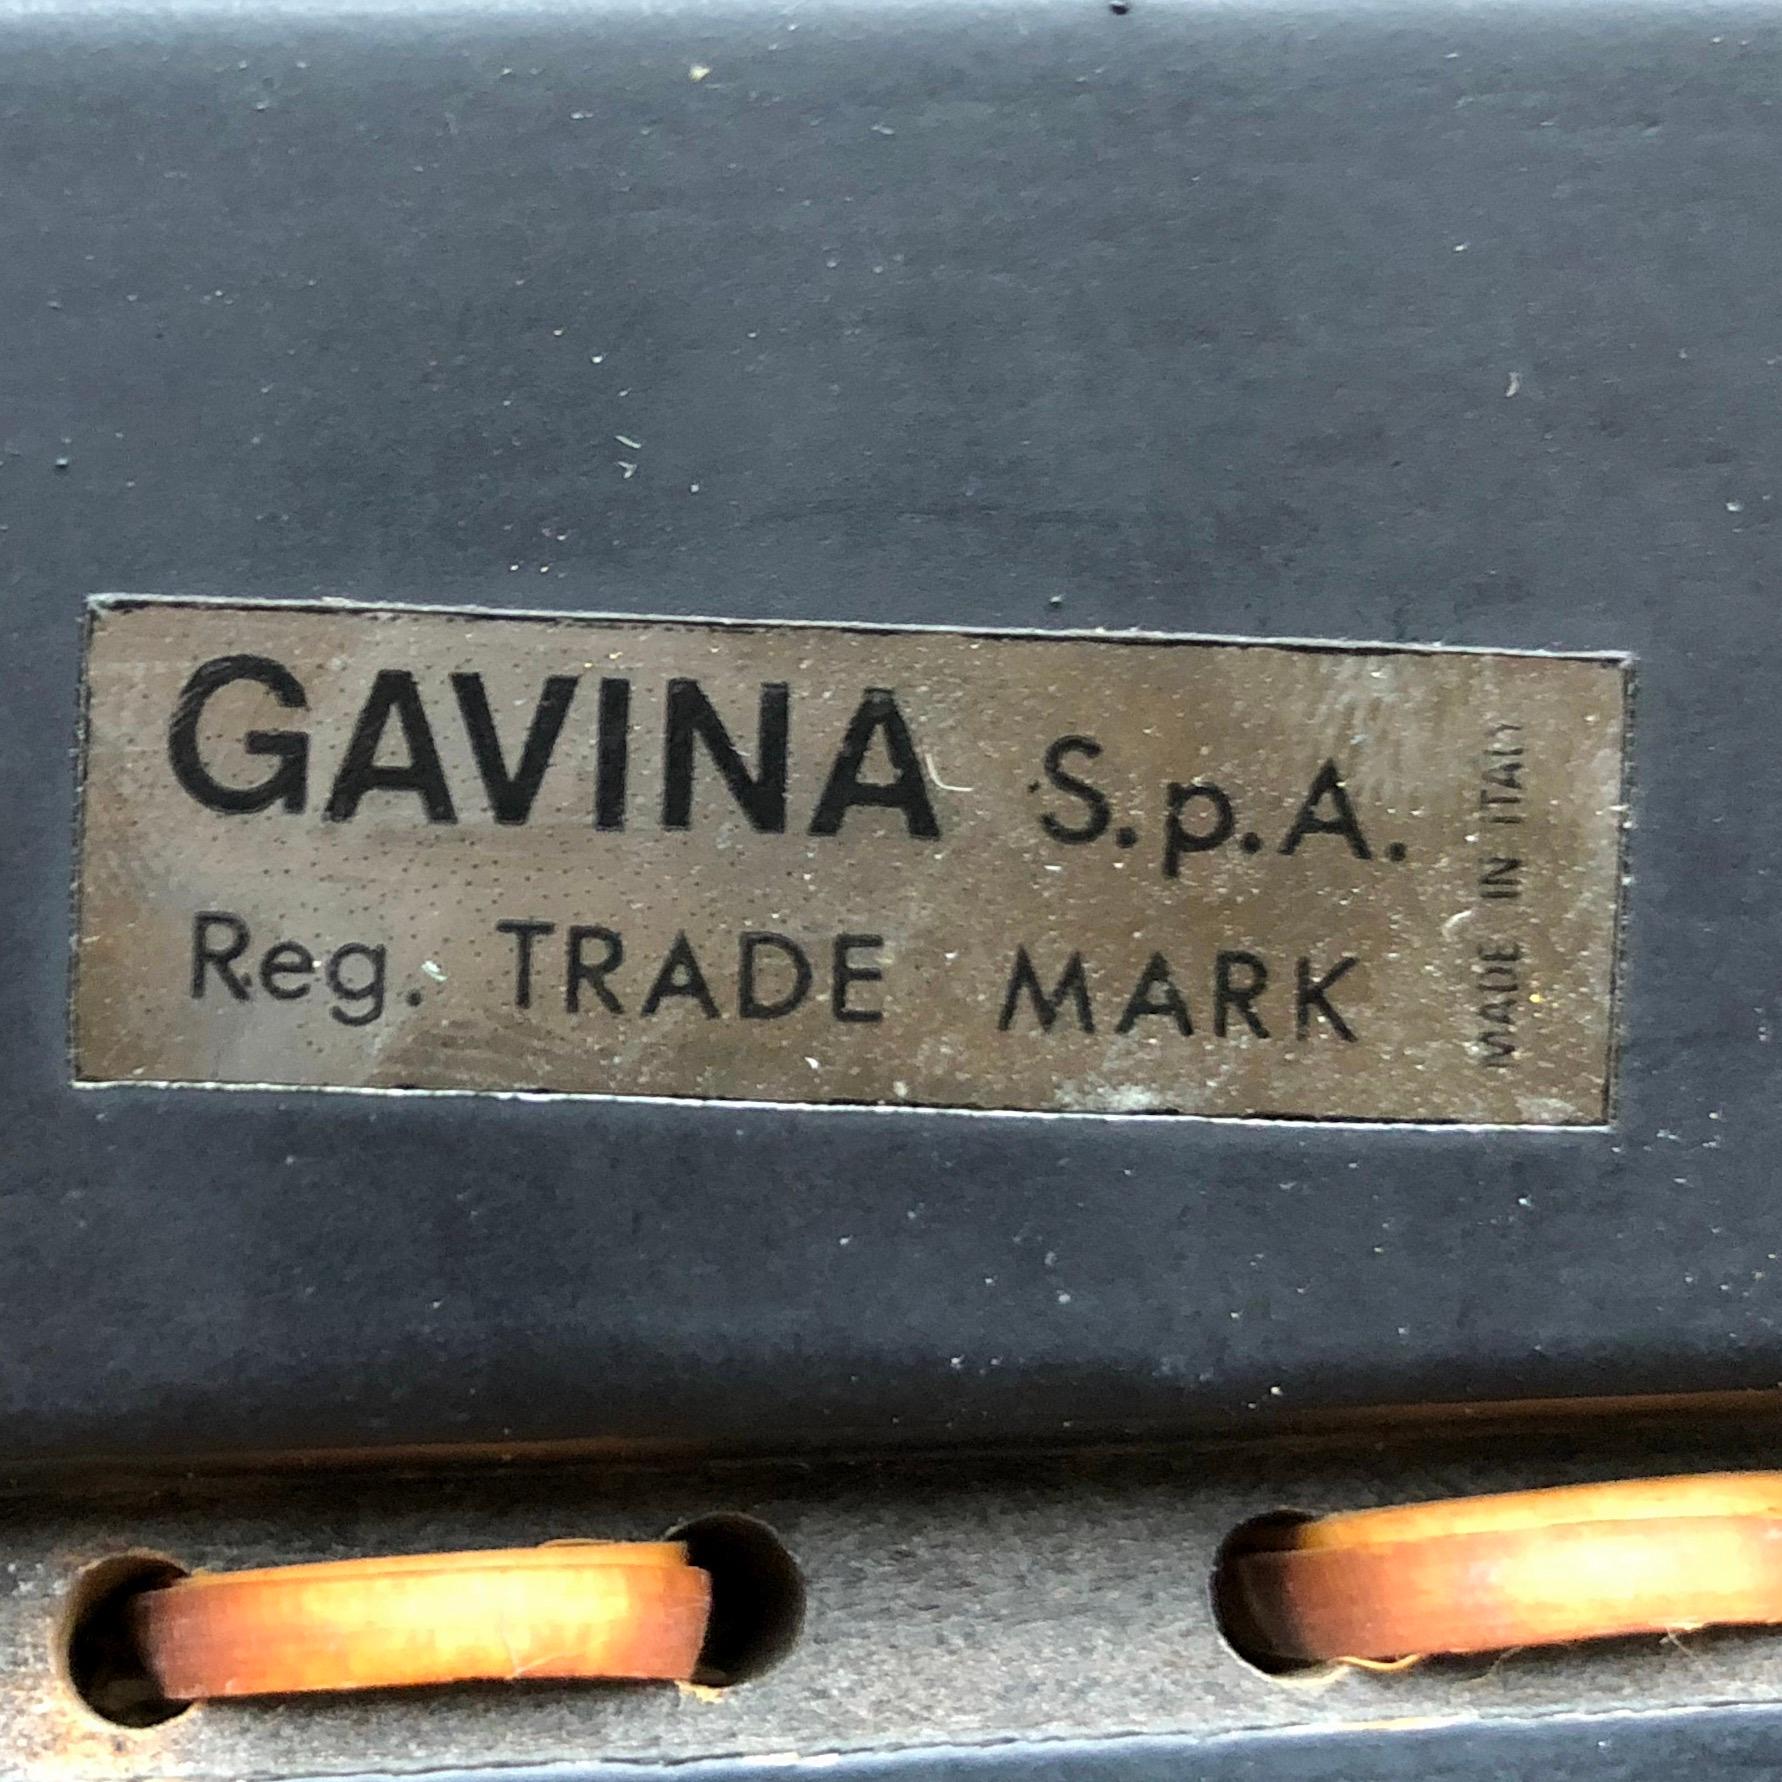 GAVINA S.p.A.
Reg. TRADE MARK
MADE IN ITALY